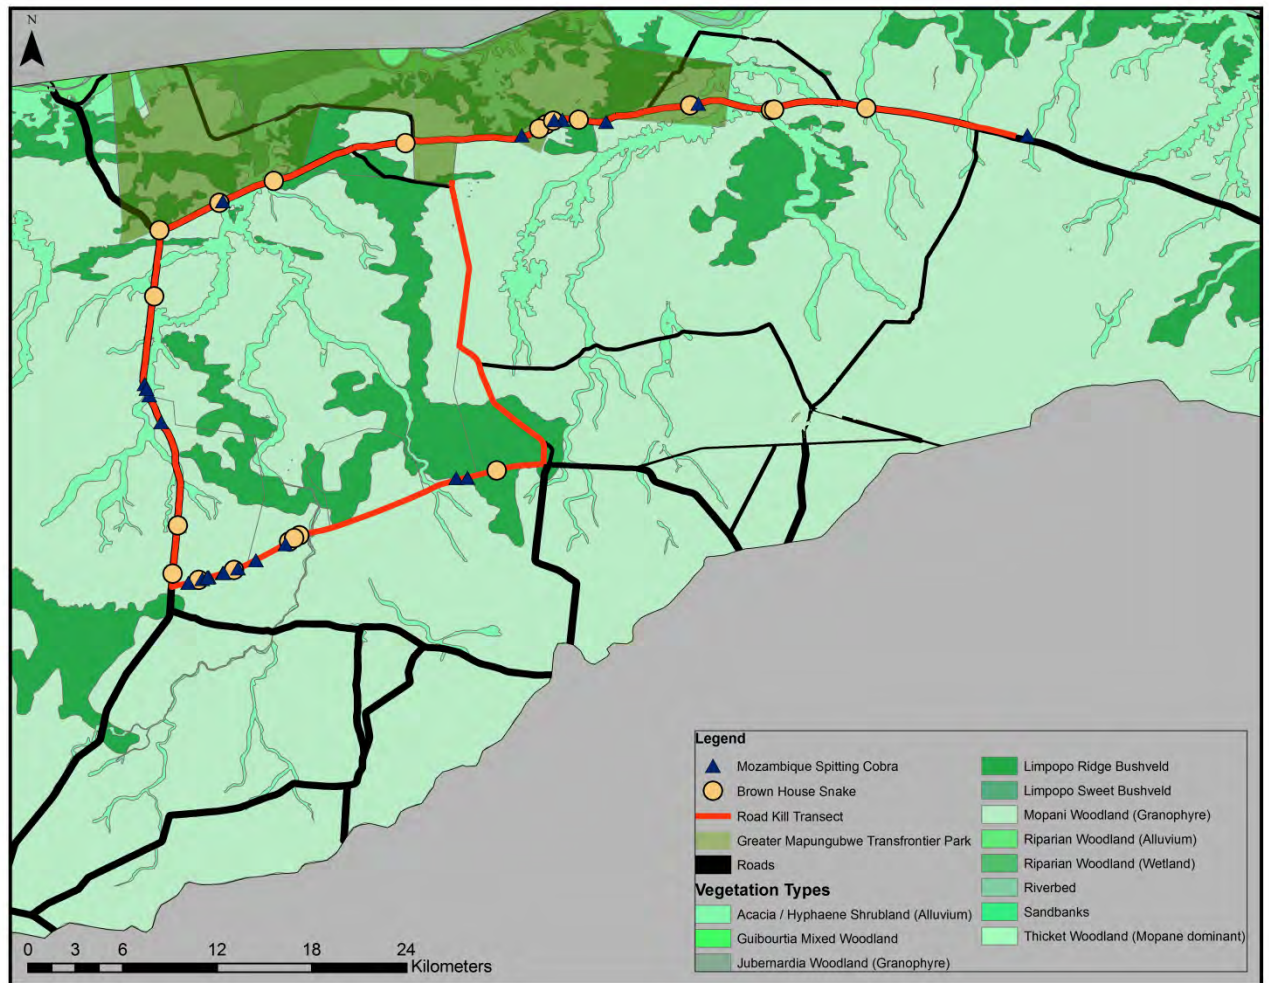 N
Legend
Mozambique Spitting Cobra
Brown House Snake
Road Kill Transect
Greater Mapungubwe Transfrontier Park
Roads
Vegetation Types
Acacia / Hyphaene Shrubland (Alluvium)
Guibourtia Mixed Woodland
Jubernardia Woodland (Granophyre)
Limpopo Ridge Bushveld
Limpopo Sweet Bushveld
Mopani Woodland (Granophyre)
Riparian Woodland (Alluvium)
Riparian Woodland (Wetland)
Riverbed
Sandbanks
Thicket Woodland (Mopane dominant)
0 3 6 12 18 24
Kilometers